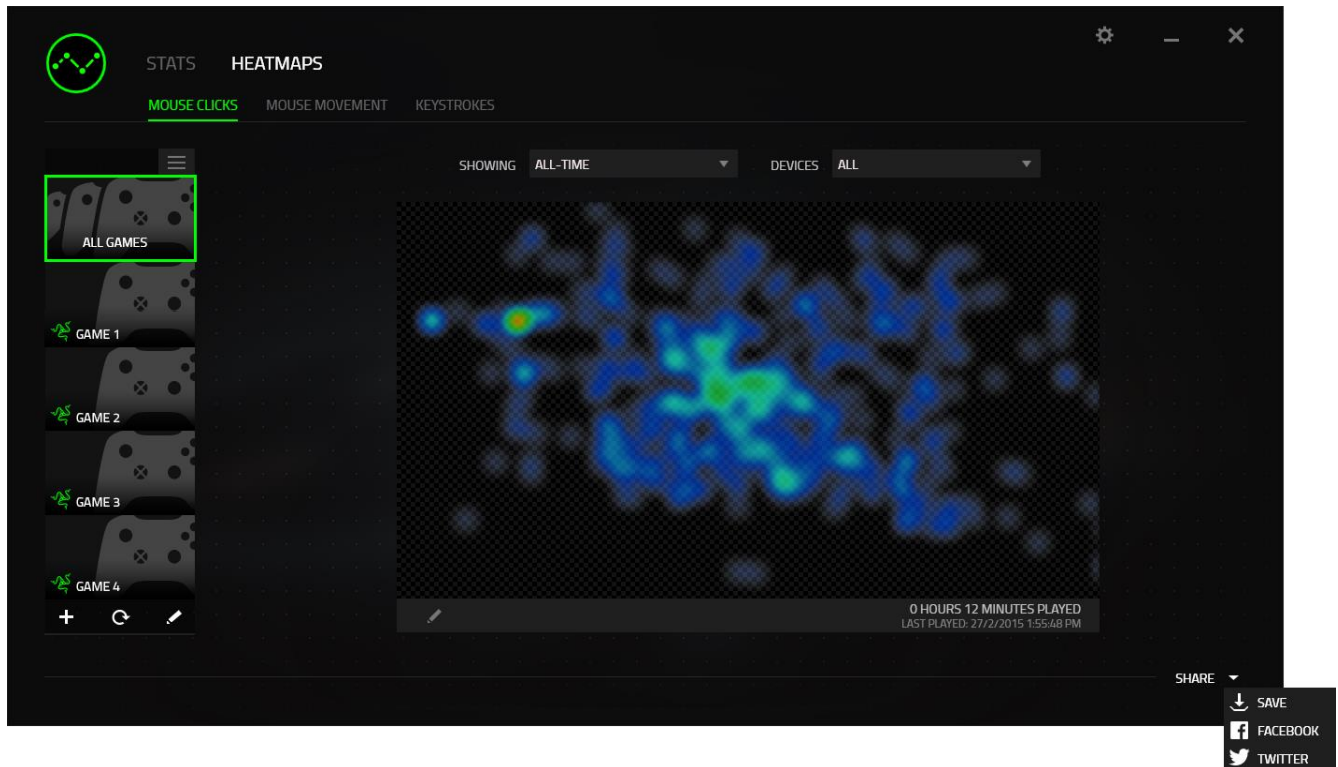 STATS HEATMAPS
MOUSE CLICKS MOUSE MOVEMENT KEYSTROKES
SHOWING ALL-TIME DEVICES ALL
ALL GAMES
GAME 1
GAME 2
GAME 3
GAME 4
0 HOURS 12 MINUTES PLAYED
LAST PLAYED: 27/2/2015 1:55:48 PM
SHARE
SAVE
FACEBOOK
TWITTER